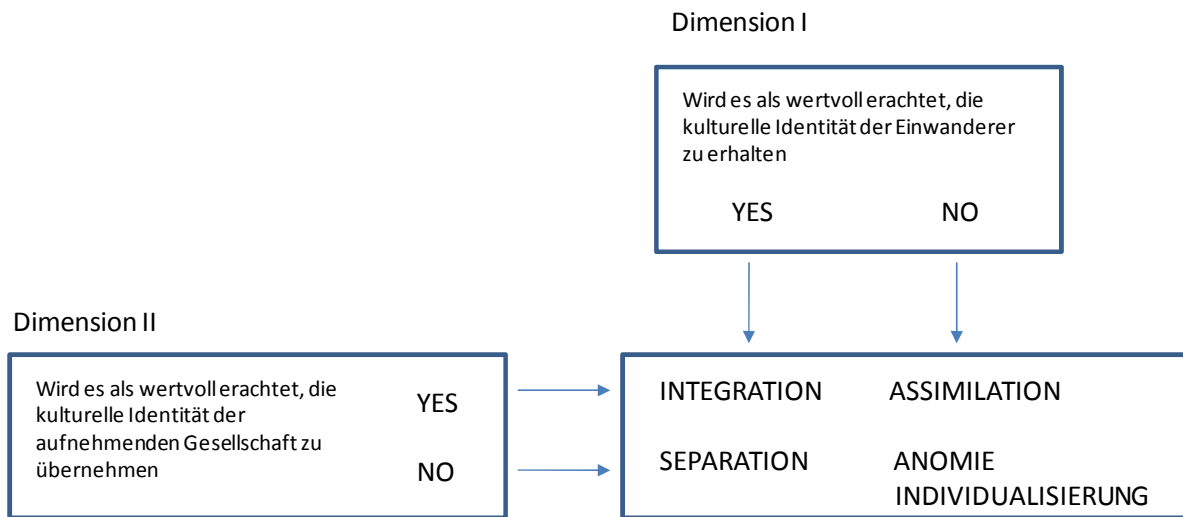 Dimension I
Wird es als wertvoll erachtet, die
kulturelle Identität der Einwanderer
zu erhalten
YES NO
Dimension II
Wird es als wertvoll erachtet, die
kulturelle Identität der
aufnehmenden Gesellschaft zu
übernehmen
YES
NO
INTEGRATION ASSIMILATION
SEPARATION ANOMIE
INDIVIDUALISIERUNG